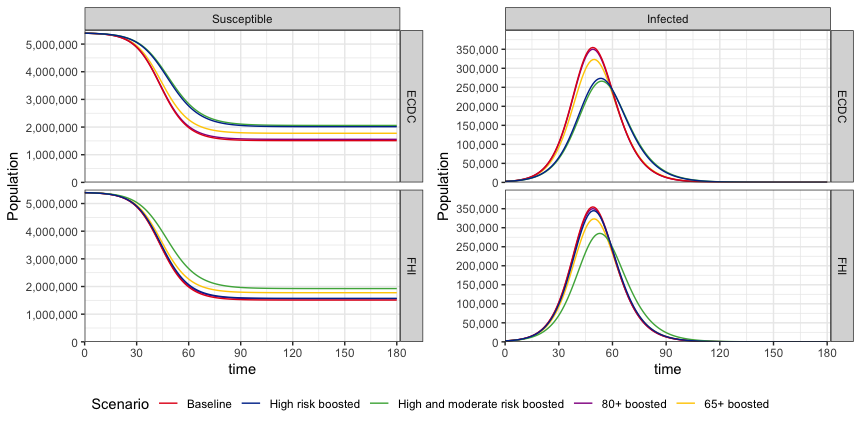 Susceptible
Infected
5,000,000
4,000,000
3,000,000
2,000,000
1,000,000
0
ECDC
350,000
300,000
250,000
200,000
150,000
100,000
50,000
0
ECDC
Population
Population
5,000,000
4,000,000
3,000,000
2,000,000
1,000,000
0
FHI
350,000
300,000
250,000
200,000
150,000
100,000
50,000
0
FHI
0 30 60 90 120 150 180
0 30 60 90 120 150 180
time
time
Scenario Baseline High risk boosted High and moderate risk boosted 80+ boosted 65+ boosted